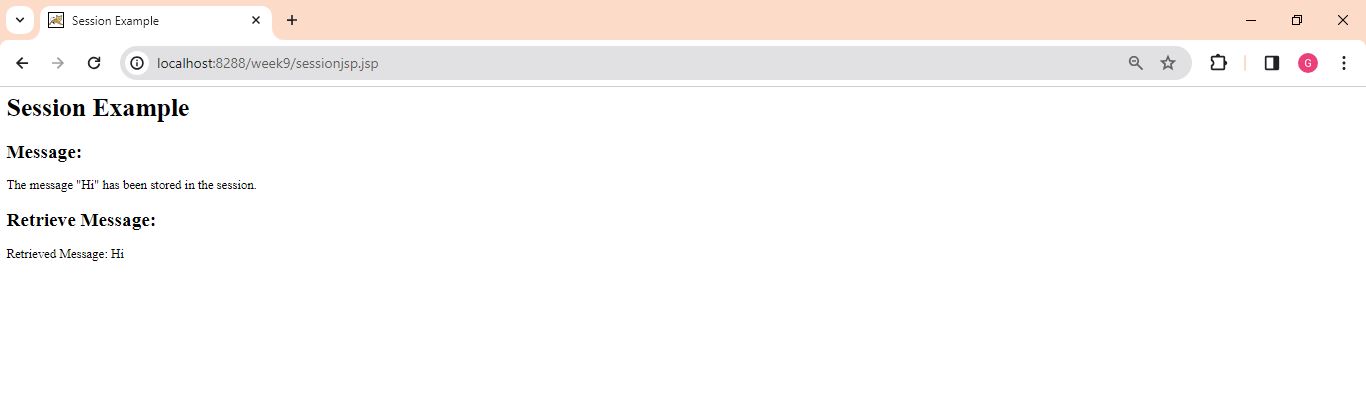 Session Example
localhost:8288/week9/sessionjsp.jsp
G
Session Example
Message:
The message "Hi" has been stored in the session.
Retrieve Message:
Retrieved Message: Hi